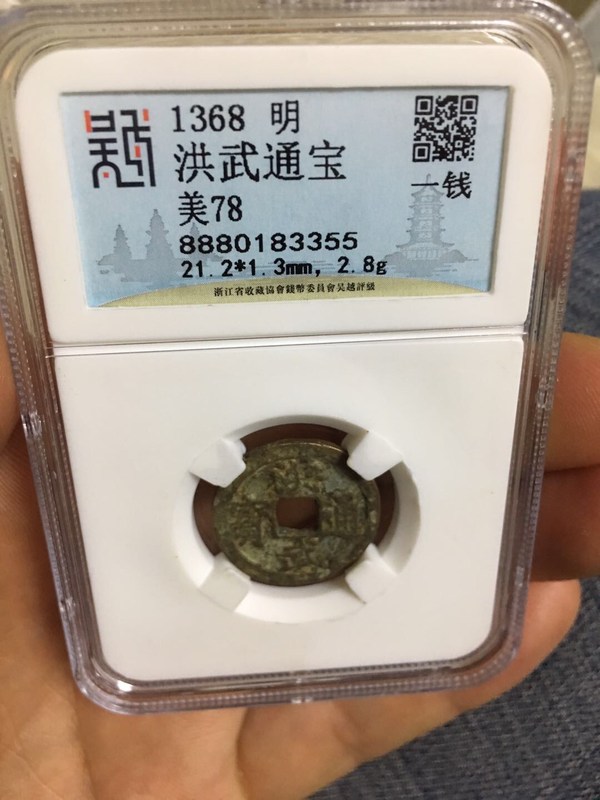 1368 明
洪武通宝
一钱
美78
8880183355
21.2*1.3mm, 2.8g
浙江省收藏協會錢幣委員會吴越評級